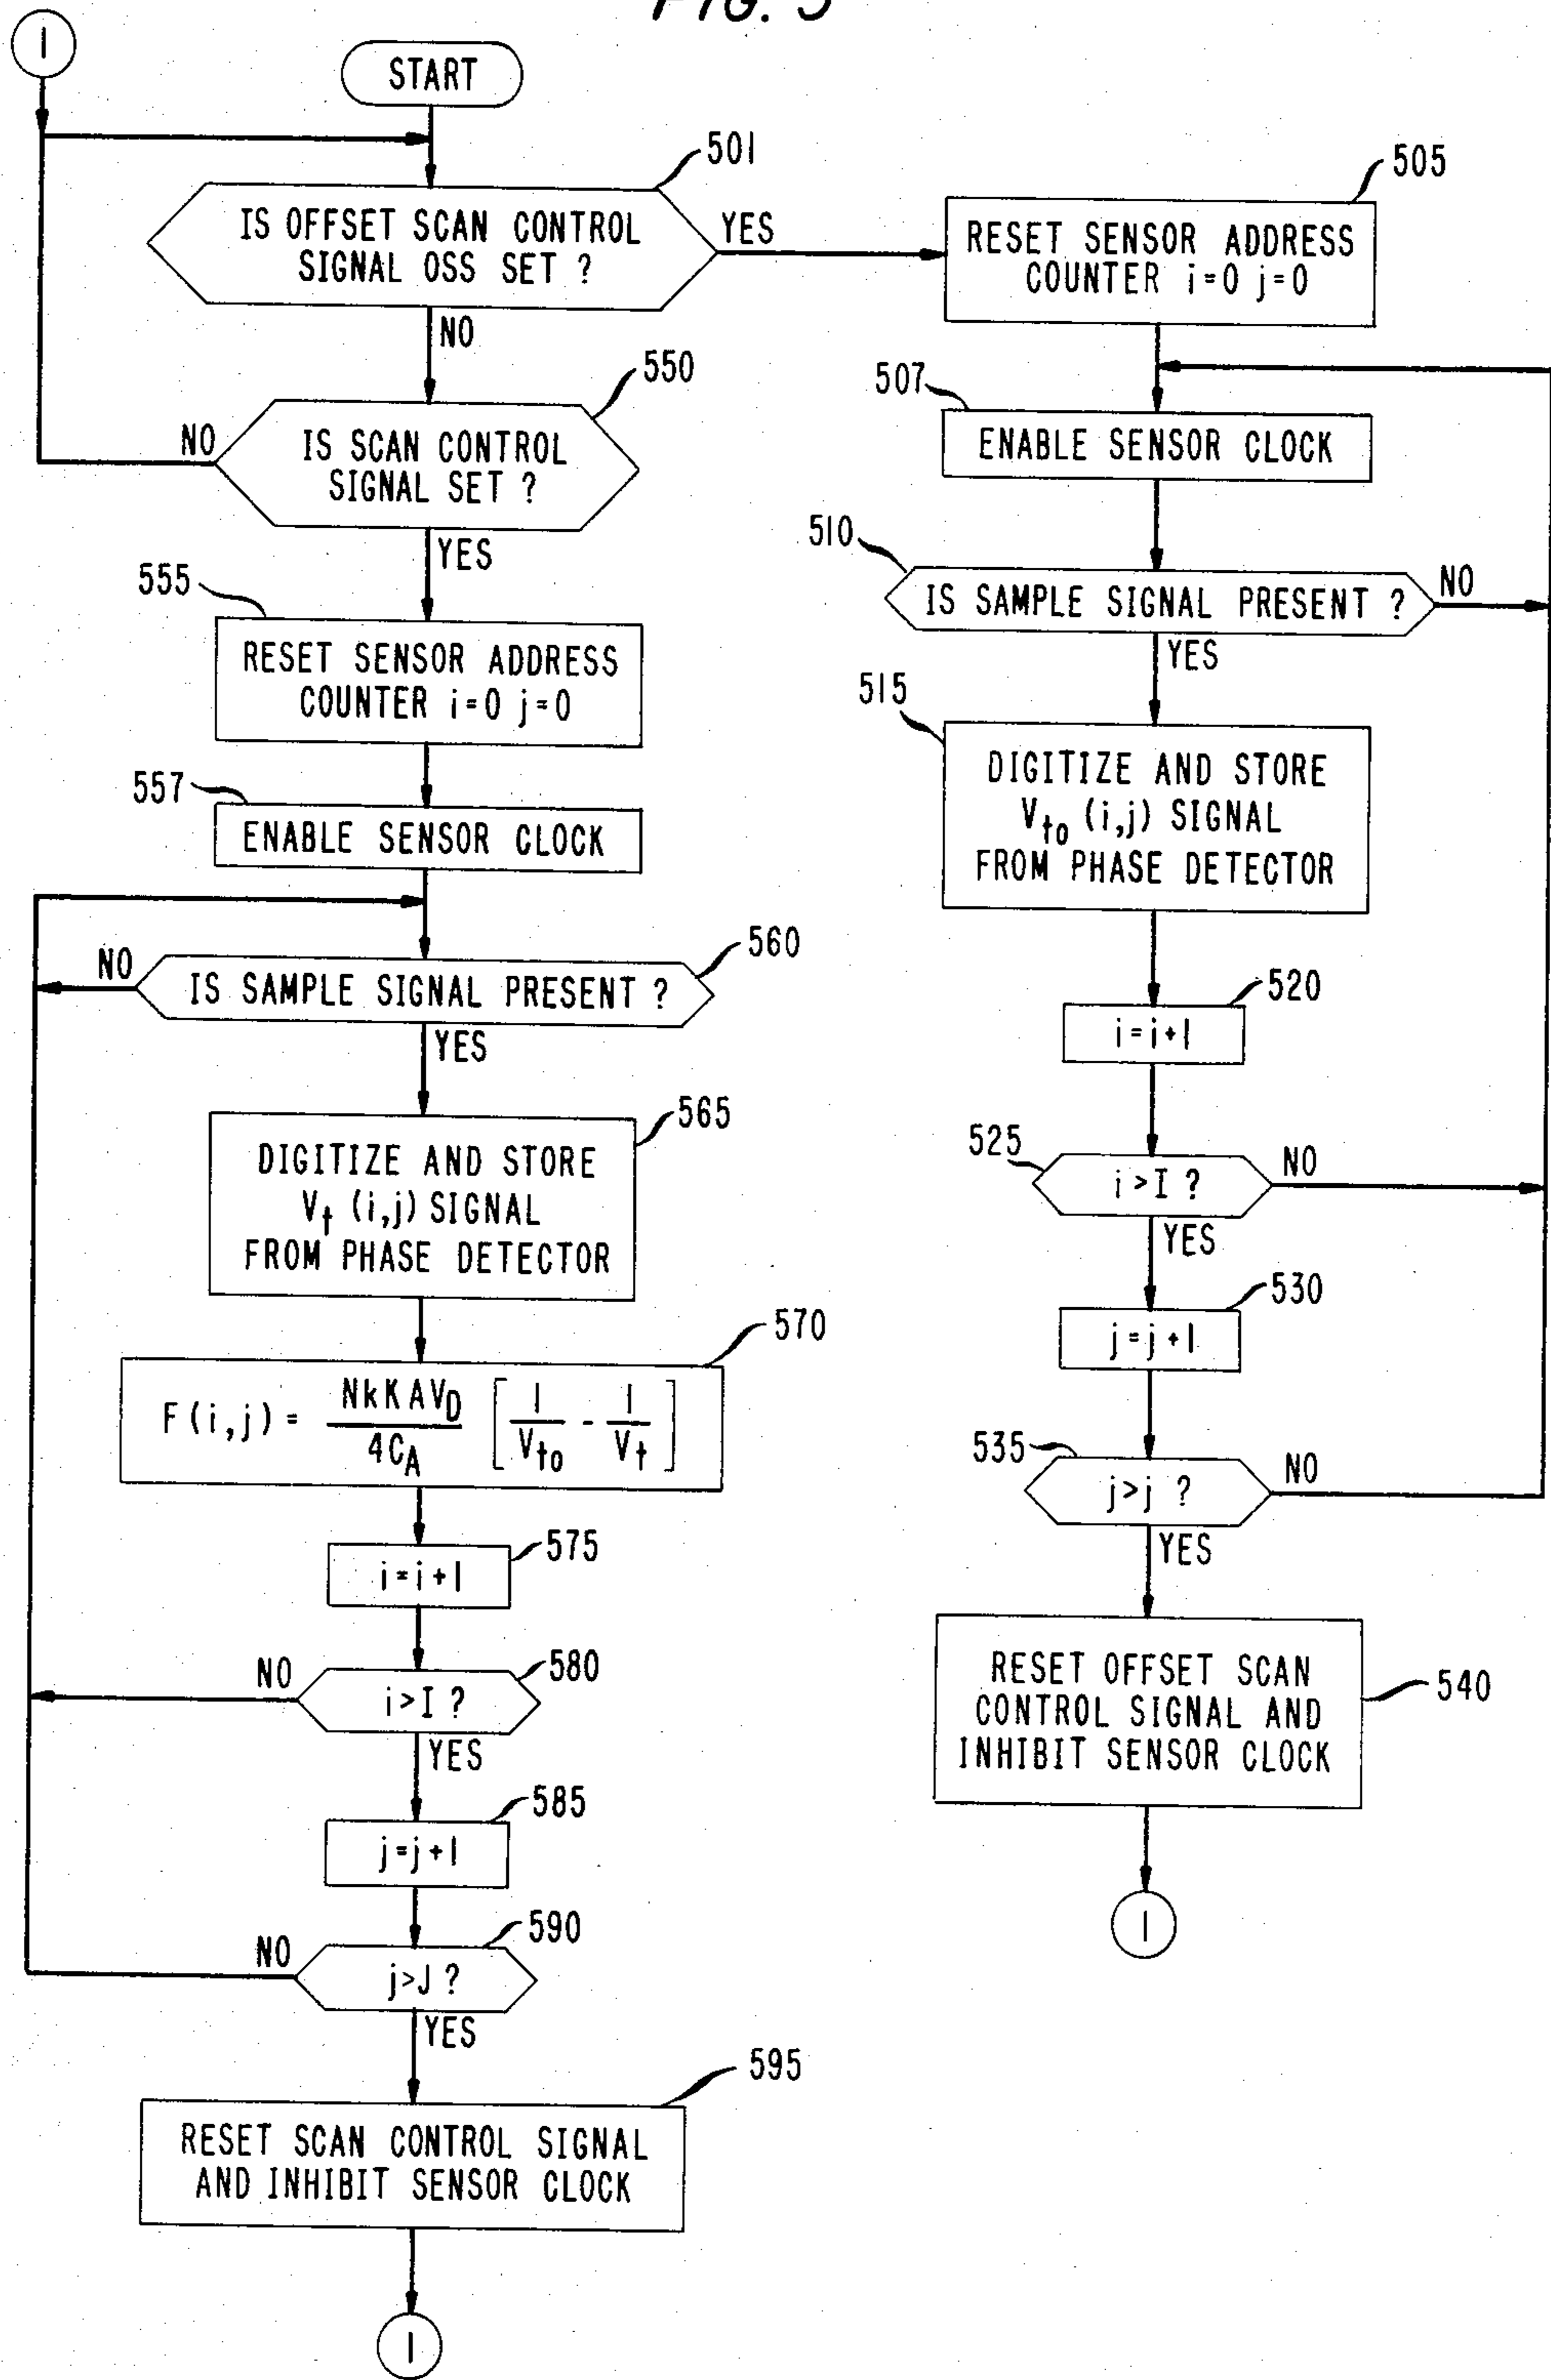 FIG. 5
I
START
501
IS OFFSET SCAN CONTROL
SIGNAL OSS SET ?
YES
NO
550
IS SCAN CONTROL
SIGNAL SET ?
NO
YES
555
RESET SENSOR ADDRESS
COUNTER i=0 j=0
557
ENABLE SENSOR CLOCK
560
IS SAMPLE SIGNAL PRESENT ?
NO
YES
565
DIGITIZE AND STORE
Vt (i,j) SIGNAL
FROM PHASE DETECTOR
570
F(i,j) = NkKAVD / 4CA [ 1/Vto - 1/Vt ]
575
i=i+1
580
i>I ?
NO
YES
585
j=j+1
590
j>J ?
NO
YES
595
RESET SCAN CONTROL SIGNAL
AND INHIBIT SENSOR CLOCK
I
505
RESET SENSOR ADDRESS
COUNTER i=0 j=0
507
ENABLE SENSOR CLOCK
510
IS SAMPLE SIGNAL PRESENT ?
NO
YES
515
DIGITIZE AND STORE
Vto (i,j) SIGNAL
FROM PHASE DETECTOR
520
i=i+1
525
i>I ?
NO
YES
530
j=j+1
535
j>j ?
NO
YES
540
RESET OFFSET SCAN
CONTROL SIGNAL AND
INHIBIT SENSOR CLOCK
I